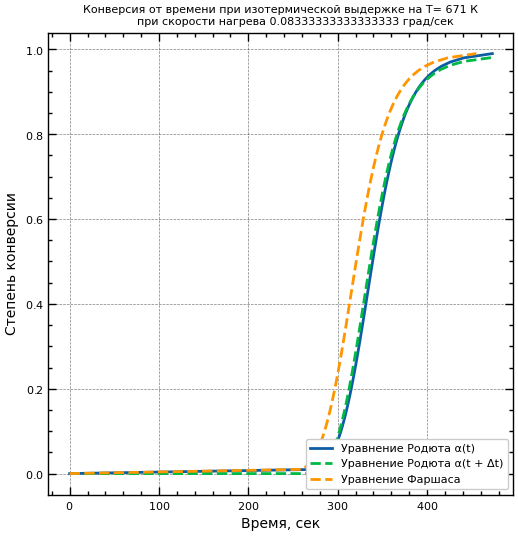 Конверсия от времени при изотермической выдержке на T= 671 K
при скорости нагрева 0.08333333333333333 град/сек
Степень конверсии
1.0
0.8
0.6
0.4
0.2
0.0
Уравнение Родюта α(t)
Уравнение Родюта α(t + Δt)
Уравнение Фаршаса
0
100
200
300
400
Время, сек